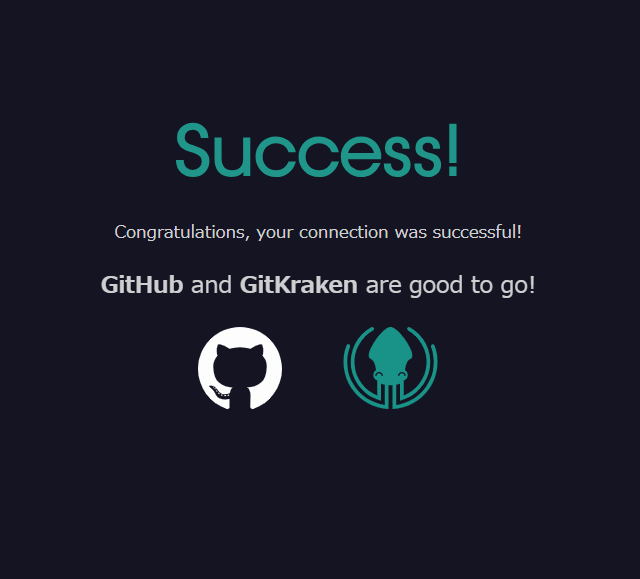 Success!
Congratulations, your connection was successful!
GitHub and GitKraken are good to go!